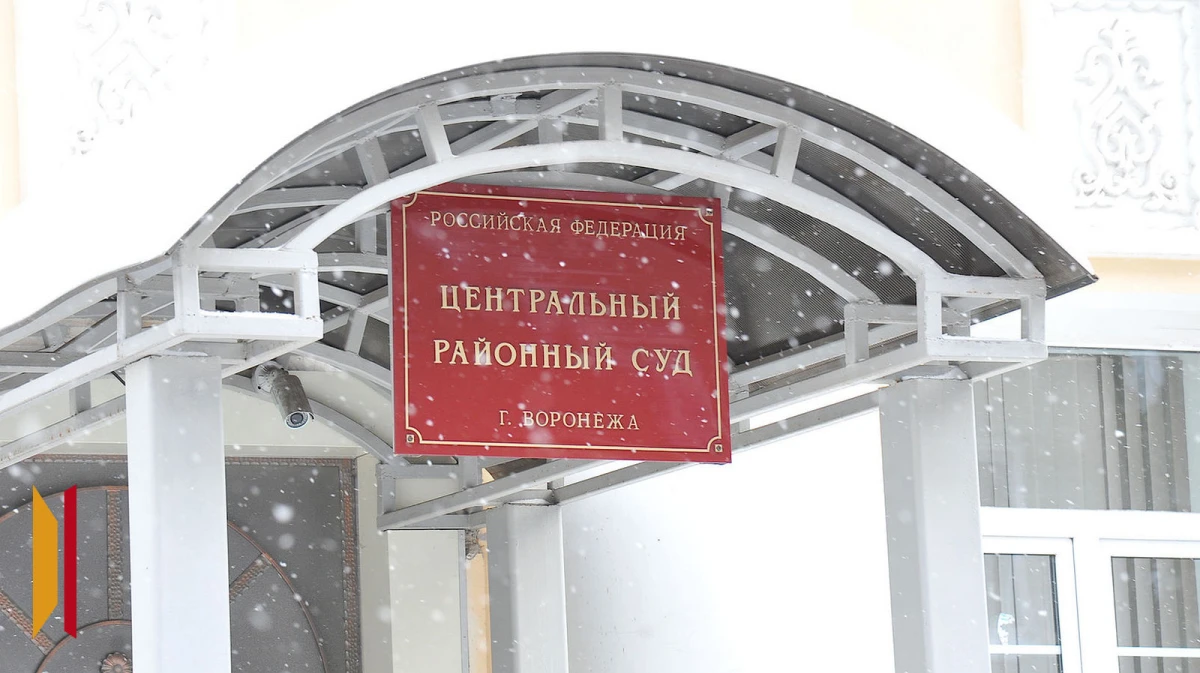 РОССИЙСКАЯ ФЕДЕРАЦИЯ
ЦЕНТРАЛЬНЫЙ
РАЙОННЫЙ СУД
Г. ВОРОНЕЖА